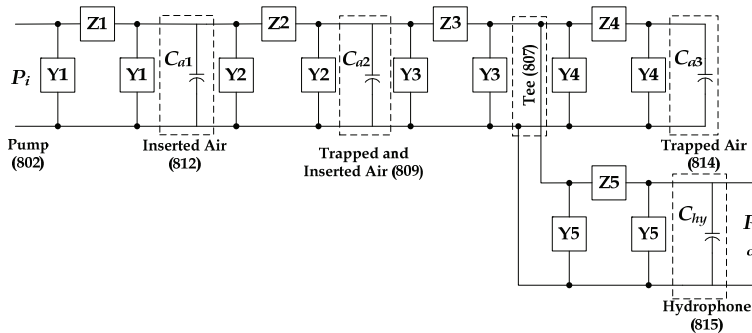 Z1
Z2
Z3
Z4
P_i
Y1
Y1
C_a1
Y2
Y2
C_a2
Y3
Y3
Tee (807)
Y4
Y4
C_a3
Pump
(802)
Inserted Air
(812)
Trapped and
Inserted Air (809)
Trapped Air
(814)
Z5
Y5
Y5
C_hy
Hydrophone
(815)